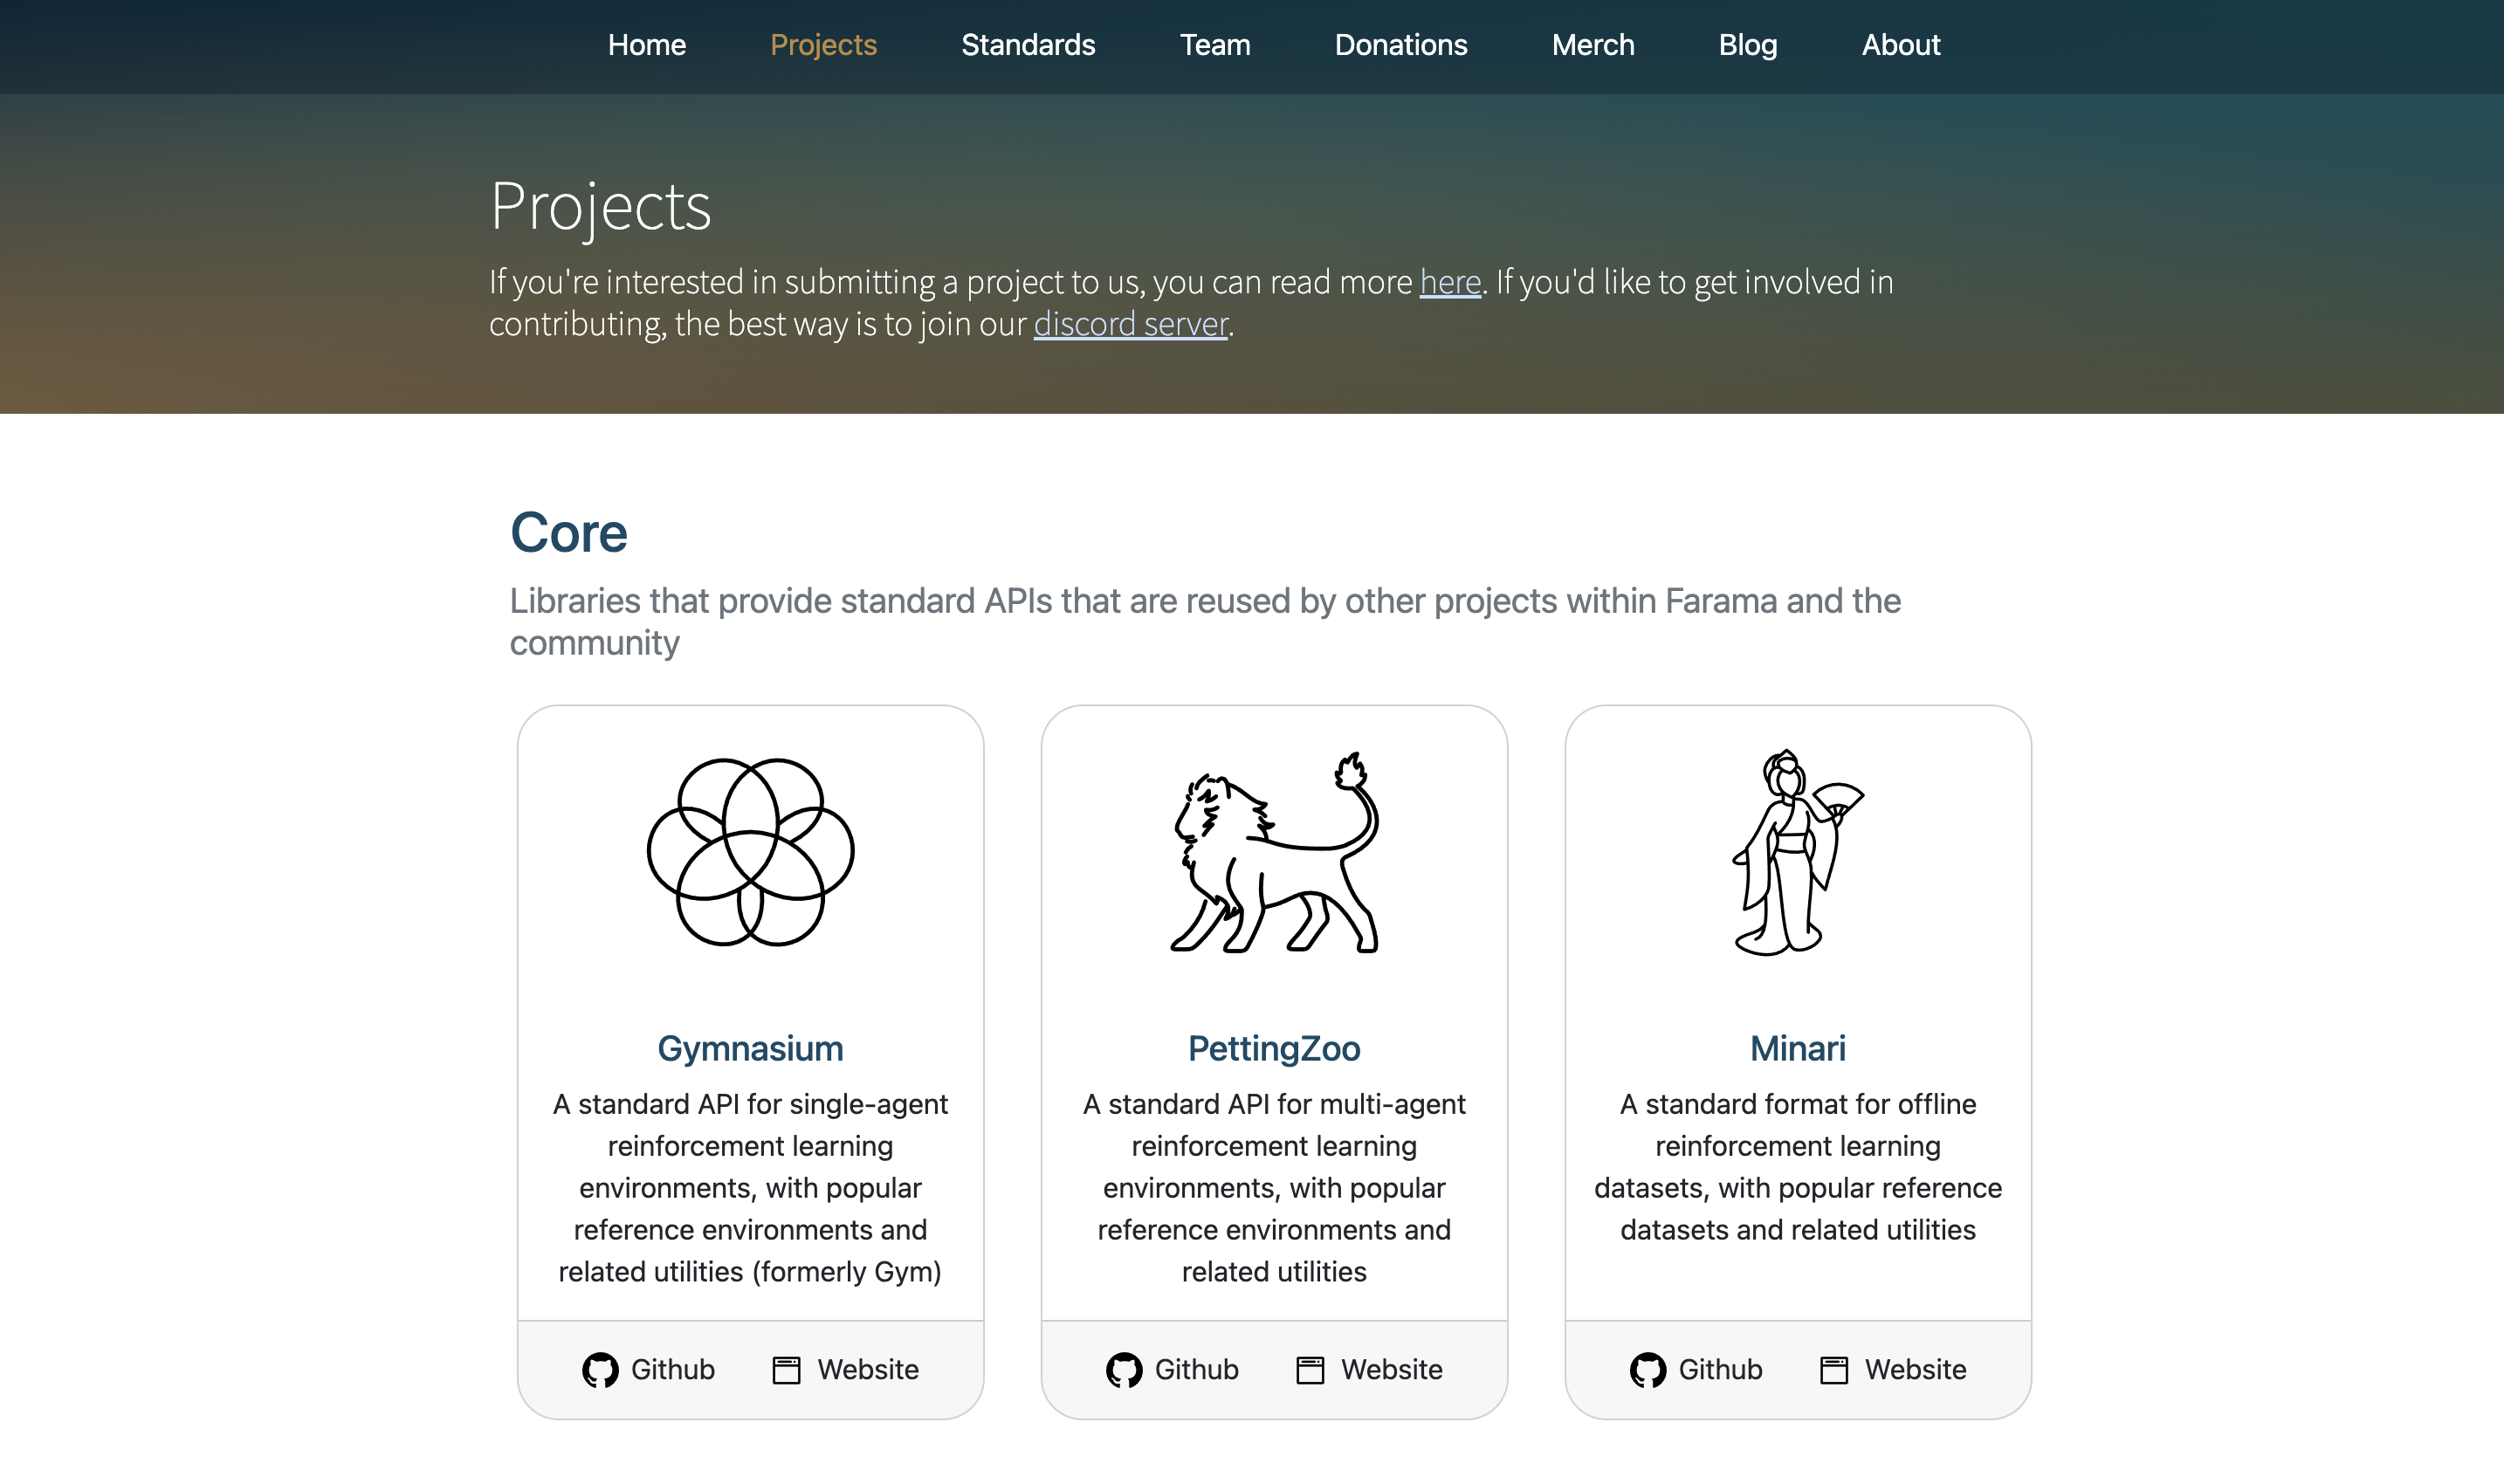 Home Projects Standards Team Donations Merch Blog About
Projects
If you're interested in submitting a project to us, you can read more here. If you'd like to get involved in
contributing, the best way is to join our discord server.
Core
Libraries that provide standard APIs that are reused by other projects within Farama and the
community
Gymnasium
A standard API for single-agent
reinforcement learning
environments, with popular
reference environments and
related utilities (formerly Gym)
Github Website
PettingZoo
A standard API for multi-agent
reinforcement learning
environments, with popular
reference environments and
related utilities
Github Website
Minari
A standard format for offline
reinforcement learning
datasets, with popular reference
datasets and related utilities
Github Website